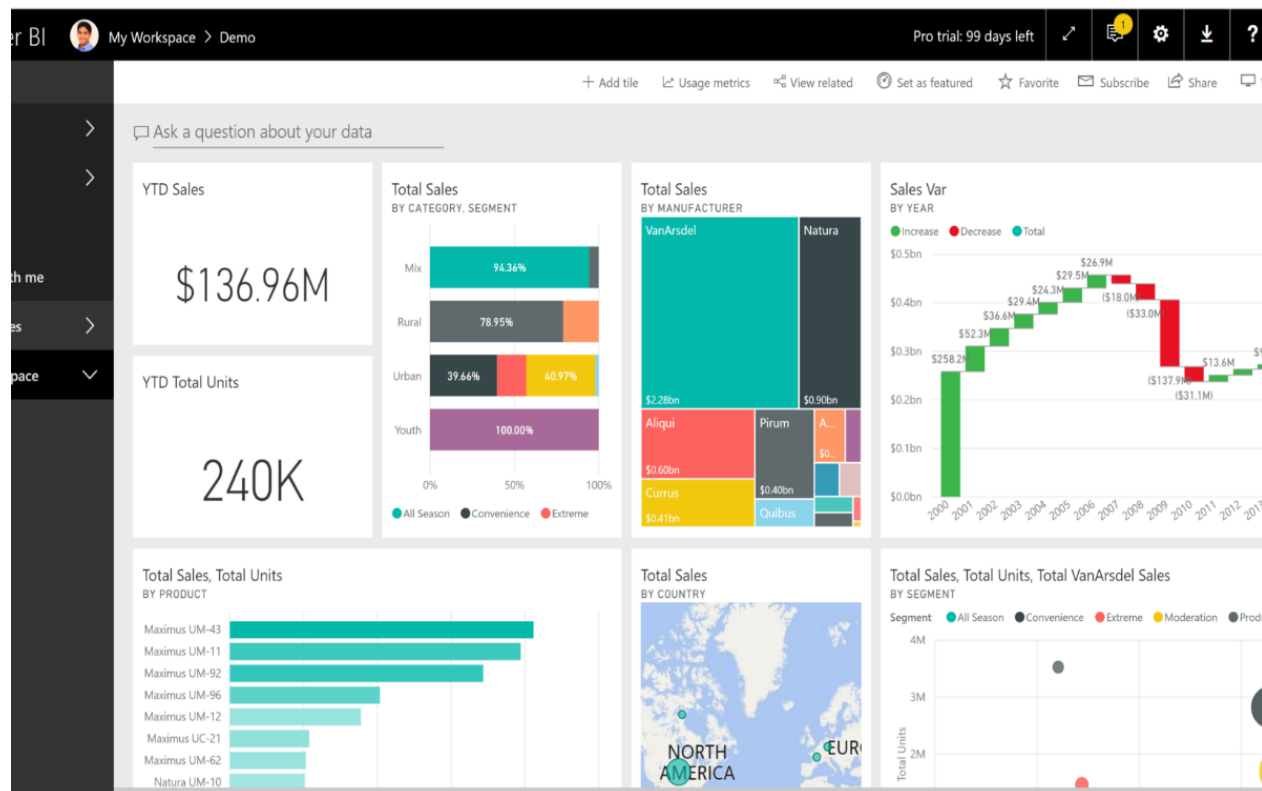 er BI
My Workspace > Demo
Pro trial: 99 days left
1
?
+ Add tile
Usage metrics
View related
Set as featured
Favorite
Subscribe
Share
th me
es
pace
Ask a question about your data
YTD Sales
$136.96M
YTD Total Units
240K
Total Sales
BY CATEGORY, SEGMENT
Mix
94.36%
Rural
78.95%
Urban
39.66%
40.97%
Youth
100.00%
0%
50%
100%
All Season
Convenience
Extreme
Total Sales
BY MANUFACTURER
VanArsdel
$2.28bn
Natura
$0.90bn
Aliqui
$0.60bn
Currus
$0.41bn
Pirum
$0.40bn
Quibus
A...
$0...
Sales Var
BY YEAR
Increase
Decrease
Total
$0.5bn
$0.4bn
$0.3bn
$0.2bn
$0.1bn
$0.0bn
$258.2M
$52.3M
$36.6M
$29.4M
$24.3M
$29.5M
$26.9M
($18.0M)
($33.0M)
($137.9M)
($31.1M)
$13.6M
2000
2001
2002
2003
2004
2005
2006
2007
2008
2009
2010
2011
2012
2013
Total Sales, Total Units
BY PRODUCT
Maximus UM-43
Maximus UM-11
Maximus UM-92
Maximus UM-96
Maximus UM-12
Maximus UC-21
Maximus UM-62
Natura UM-10
Total Sales
BY COUNTRY
NORTH
AMERICA
EUR
Total Sales, Total Units, Total VanArsdel Sales
BY SEGMENT
Segment
All Season
Convenience
Extreme
Moderation
Prod
4M
3M
2M
Total Units